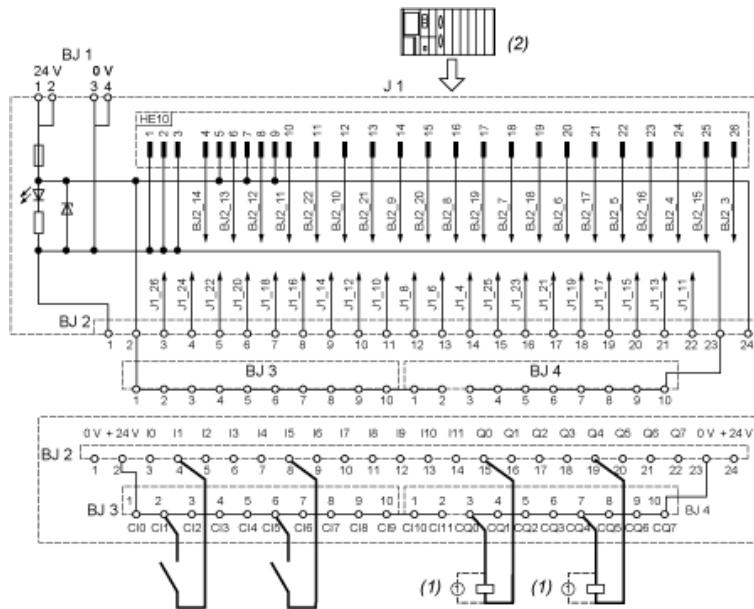 BJ 1
24 V 0 V
1 2 3 4
(2)
J 1
HE10
1 2 3 4 5 6 7 8 9 10 11 12 13 14 15 16 17 18 19 20 21 22 23 24 25 26
BJ2_14 BJ2_13 BJ2_12 BJ2_11 BJ2_22 BJ2_10 BJ2_21 BJ2_9 BJ2_20 BJ2_8 BJ2_19 BJ2_7 BJ2_18 BJ2_6 BJ2_17 BJ2_5 BJ2_16 BJ2_4 BJ2_15 BJ2_3
J1_26 J1_24 J1_22 J1_20 J1_18 J1_16 J1_14 J1_12 J1_10 J1_8 J1_6 J1_4 J1_25 J1_23 J1_21 J1_19 J1_17 J1_15 J1_13 J1_11
BJ 2
1 2 3 4 5 6 7 8 9 10 11 12 13 14 15 16 17 18 19 20 21 22 23 24
BJ 3 BJ 4
1 2 3 4 5 6 7 8 9 10 1 2 3 4 5 6 7 8 9 10
0 V + 24 V I0 I1 I2 I3 I4 I5 I6 I7 I8 I9 I10 I11 Q0 Q1 Q2 Q3 Q4 Q5 Q6 Q7 0 V + 24 V
BJ 2
1 2 3 4 5 6 7 8 9 10 11 12 13 14 15 16 17 18 19 20 21 22 23 24
1 2 3 4 5 6 7 8 9 10 1 2 3 4 5 6 7 8 9 10
BJ 3 BJ 4
CI0 CI1 CI2 CI3 CI4 CI5 CI6 CI7 CI8 CI9 CI10 CI11 CQ0 CQ1 CQ2 CQ3 CQ4 CQ5 CQ6 CQ7
(1) 1 (1) 1